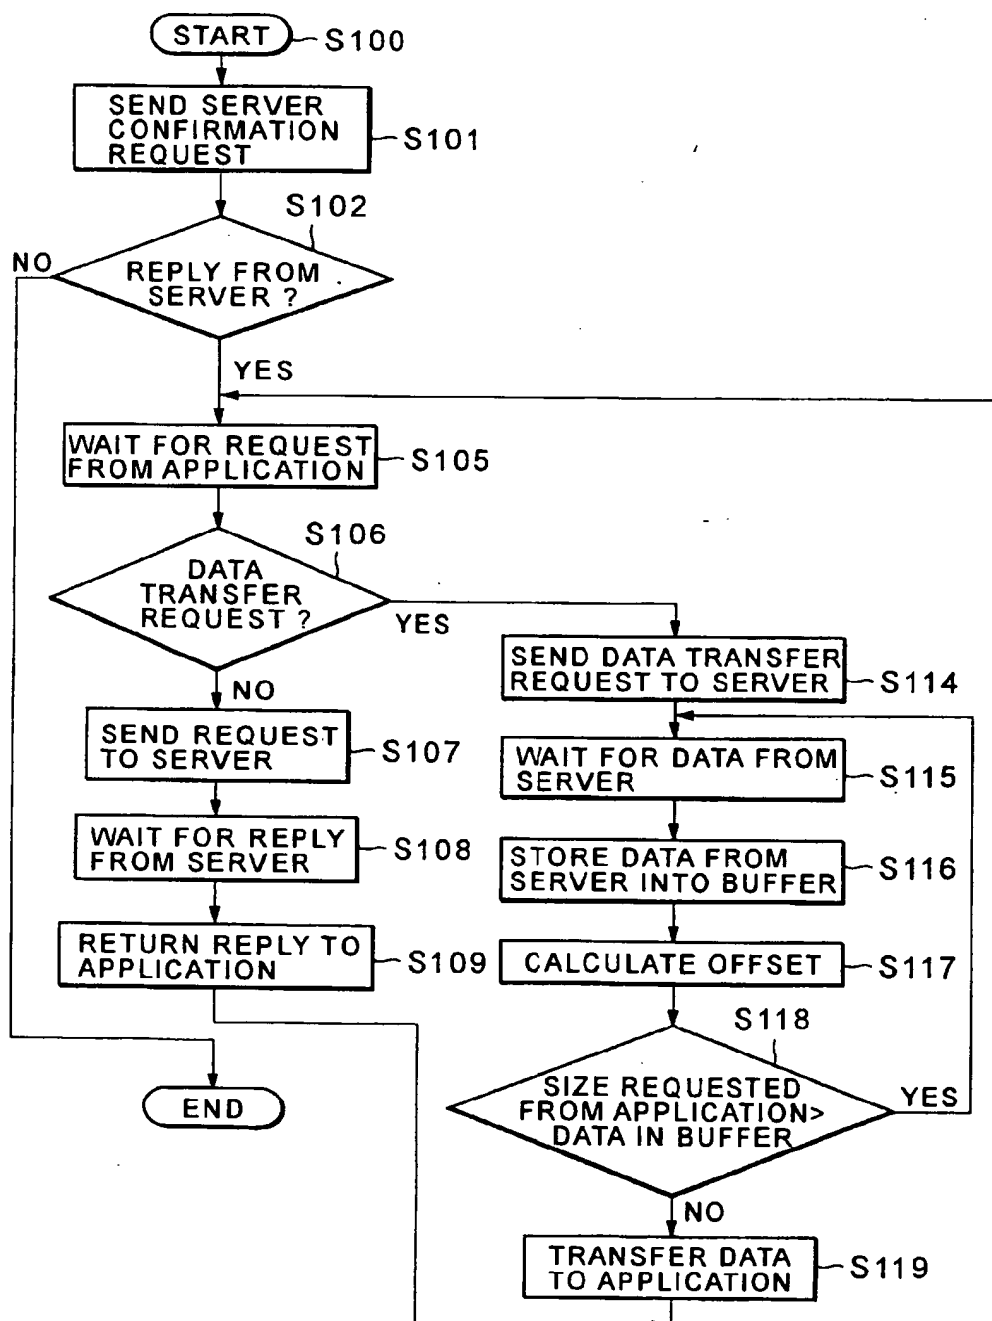 START
S100
SEND SERVER
CONFIRMATION
REQUEST
S101
S102
NO
REPLY FROM
SERVER ?
YES
WAIT FOR REQUEST
FROM APPLICATION
S105
S106
DATA
TRANSFER
REQUEST ?
YES
NO
SEND DATA TRANSFER
REQUEST TO SERVER
S114
SEND REQUEST
TO SERVER
S107
WAIT FOR DATA FROM
SERVER
S115
WAIT FOR REPLY
FROM SERVER
S108
STORE DATA FROM
SERVER INTO BUFFER
S116
RETURN REPLY TO
APPLICATION
S109
CALCULATE OFFSET
S117
S118
SIZE REQUESTED
FROM APPLICATION>
DATA IN BUFFER
YES
END
NO
TRANSFER DATA
TO APPLICATION
S119